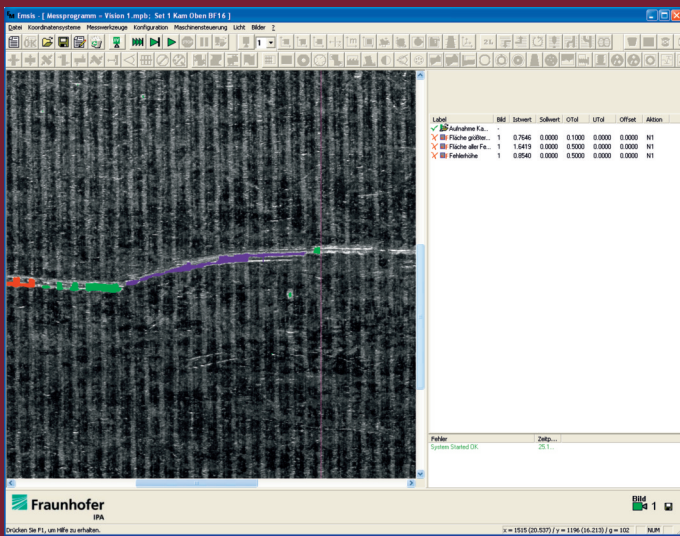 Emsis - [ Messprogramm - Vision 1.mpb; Set 1 Kam Oben BF16 ]
Datei Koordinatensysteme Messwerkzeuge Konfiguration Maschinensteuerung Licht Bilder ?
OK 1 2L
Label Bild Istwert Sollwert OTol UTol Offset Aktion
Aufnahme Ka... -
Fläche größter... 1 0.7646 0.0000 0.1000 0.0000 0.0000 N1
Fläche aller Fe... 1 1.6419 0.0000 0.5000 0.0000 0.0000 N1
Fehlerhöhe 1 0.8540 0.0000 0.5000 0.0000 0.0000 N1
Fehler Zeitp...
System Started OK 25.1...
Fraunhofer
IPA
Bild
1
Drücken Sie F1, um Hilfe zu erhalten. x = 1515 (20.537) / y = 1196 (16.213) / g = 102 NUM